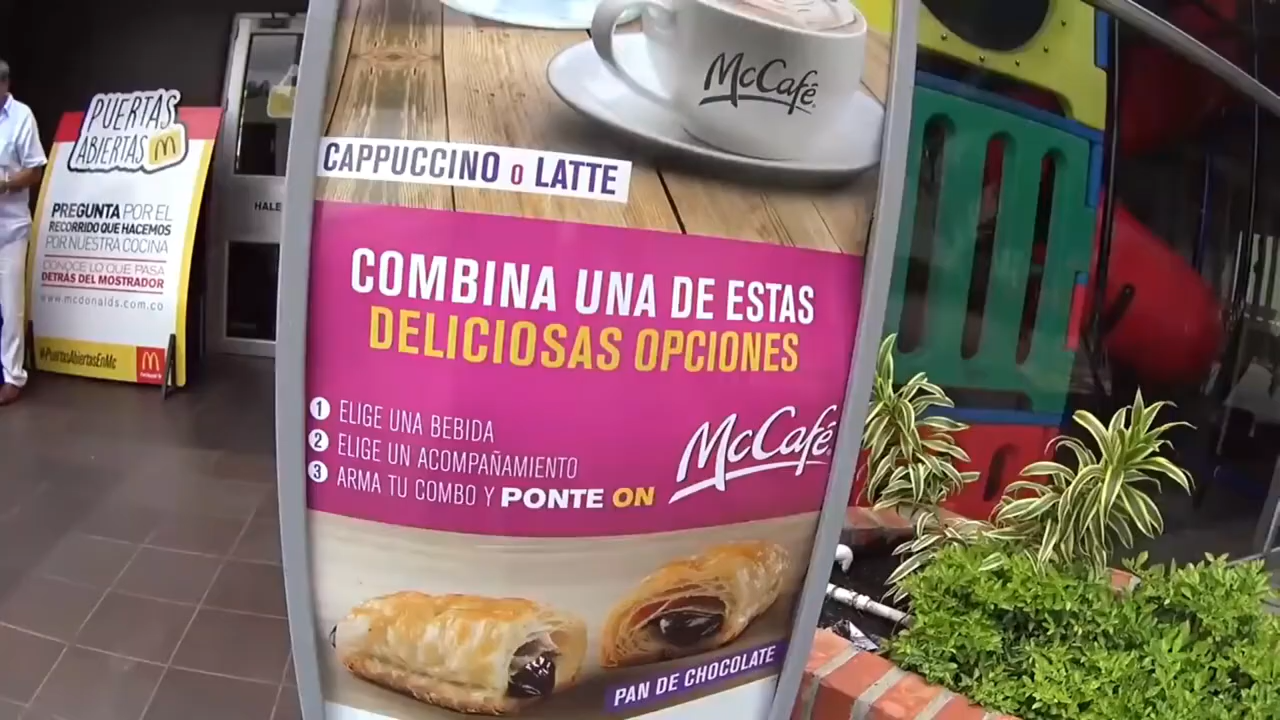 PUERTAS
ABIERTAS
PREGUNTA POR EL
RECORRIDO QUE HACEMOS
POR NUESTRA COCINA
CONOCE LO QUE PASA
DETRÁS DEL MOSTRADOR
www.mcdonalds.com.co
#PuertasAbiertasEnMc
HALE
McCafé
CAPPUCCINO o LATTE
COMBINA UNA DE ESTAS
DELICIOSAS OPCIONES
1 ELIGE UNA BEBIDA
2 ELIGE UN ACOMPAÑAMIENTO
3 ARMA TU COMBO Y PONTE ON
McCafé
PAN DE CHOCOLATE